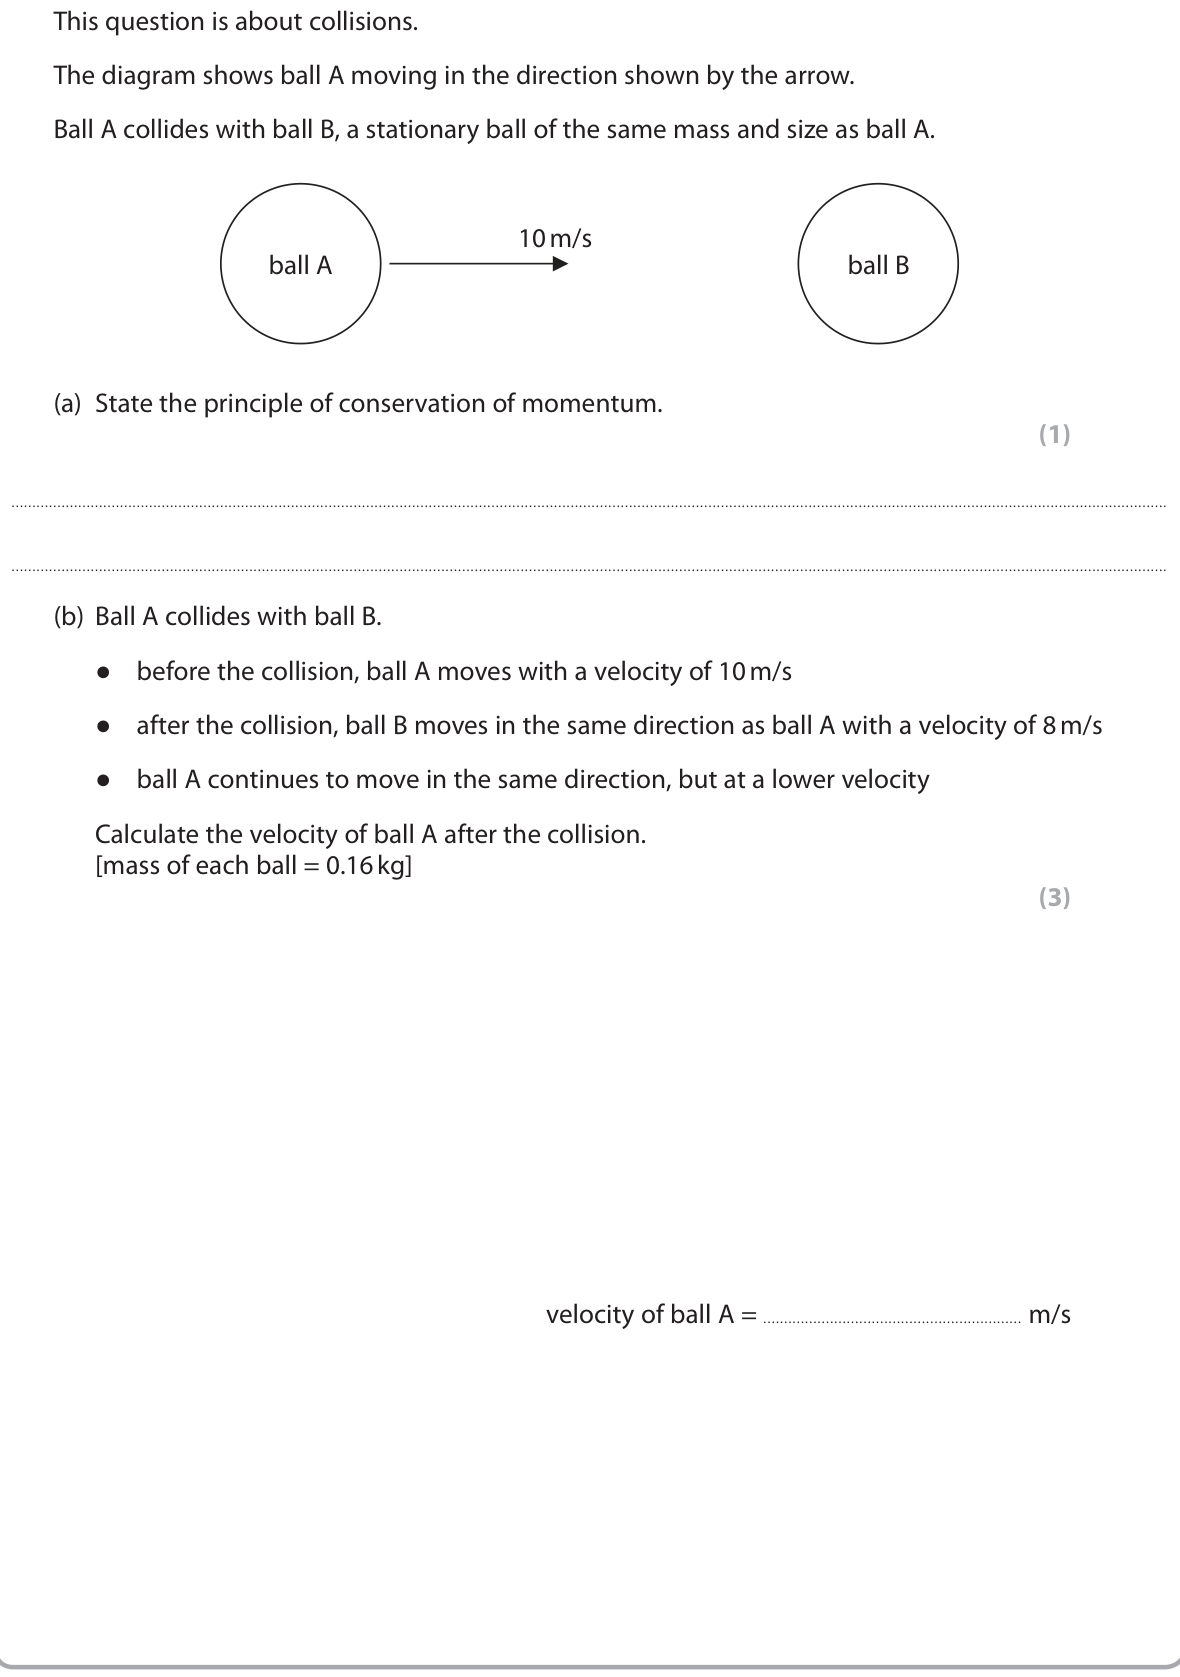 This question is about collisions.
The diagram shows ball A moving in the direction shown by the arrow.
Ball A collides with ball B, a stationary ball of the same mass and size as ball A.
10 m/s
ball A
ball B
(a) State the principle of conservation of momentum.
(1)
(b) Ball A collides with ball B.
● before the collision, ball A moves with a velocity of 10 m/s
● after the collision, ball B moves in the same direction as ball A with a velocity of 8 m/s
● ball A continues to move in the same direction, but at a lower velocity
Calculate the velocity of ball A after the collision.
[mass of each ball = 0.16 kg]
(3)
velocity of ball A = ............................................................ m/s